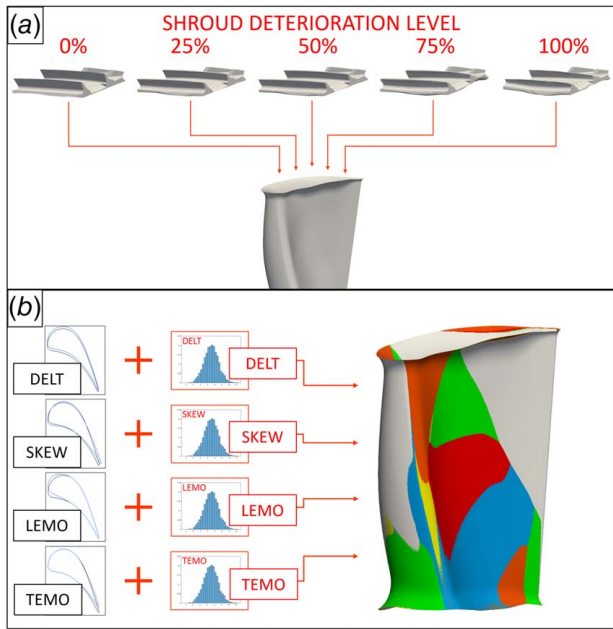 (a)
SHROUD DETERIORATION LEVEL
0% 25% 50% 75% 100%
(b)
DELT
DELT
DELT
SKEW
SKEW
SKEW
LEMO
LEMO
LEMO
TEMO
TEMO
TEMO